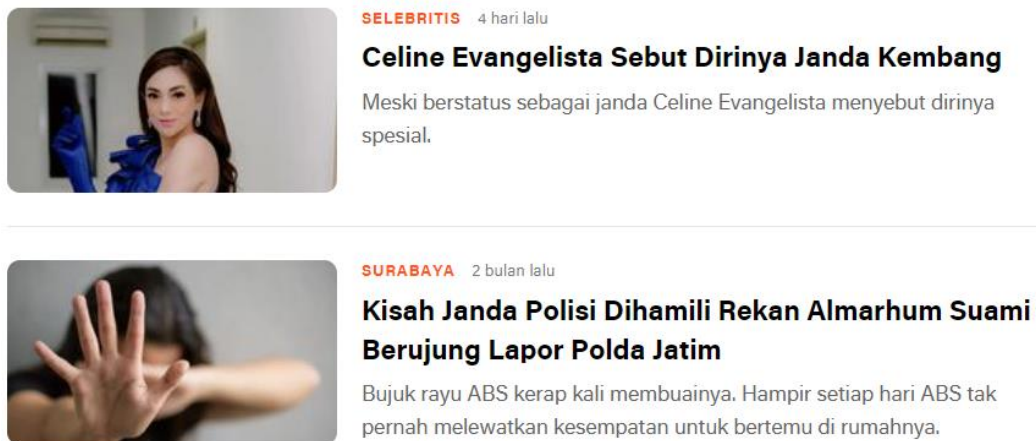 SELEBRITIS 4 hari lalu
Celine Evangelista Sebut Dirinya Janda Kembang
Meski berstatus sebagai janda Celine Evangelista menyebut dirinya
spesial.
SURABAYA 2 bulan lalu
Kisah Janda Polisi Dihamili Rekan Almarhum Suami
Berujung Lapor Polda Jatim
Bujuk rayu ABS kerap kali membuainya. Hampir setiap hari ABS tak
pernah melewatkan kesempatan untuk bertemu di rumahnya.